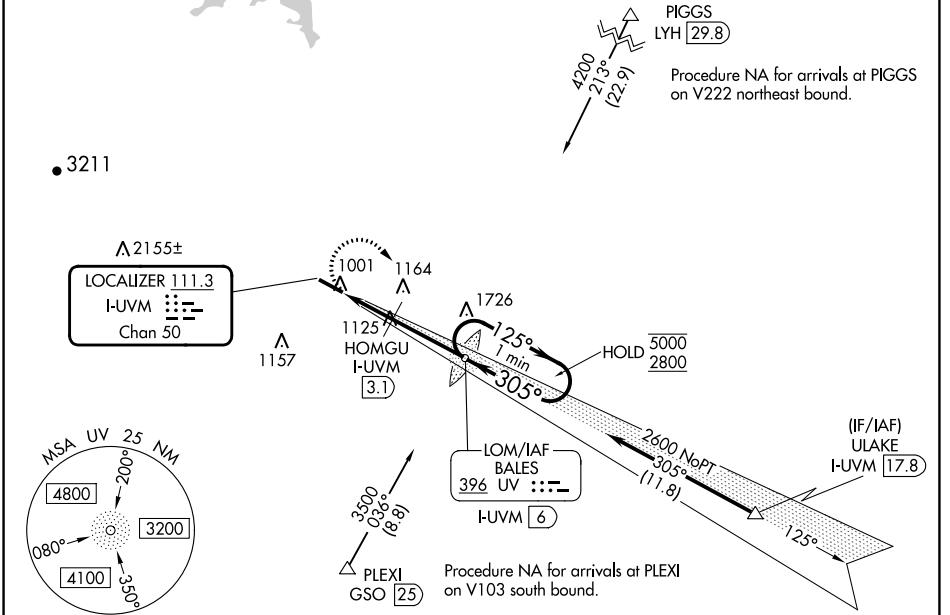 PIGGS
LYH 29.8
4200
213°
(22.9)
Procedure NA for arrivals at PIGGS
on V222 northeast bound.
3211
2155±
LOCALIZER 111.3
I-UVM
Chan 50
1001
1164
1726
1125
HOMGU
I-UVM
3.1
1157
125°
1 min
305°
HOLD 5000
2800
LOM/IAF
BALES
396 UV
I-UVM 6
2600 NoPT
305°
(11.8)
(IF/IAF)
ULAKE
I-UVM 17.8
125°
MSA UV 25 NM
200°
4800
3200
080°
4100
350°
3500
036°
(8.8)
PLEXI
GSO 25
Procedure NA for arrivals at PLEXI
on V103 south bound.